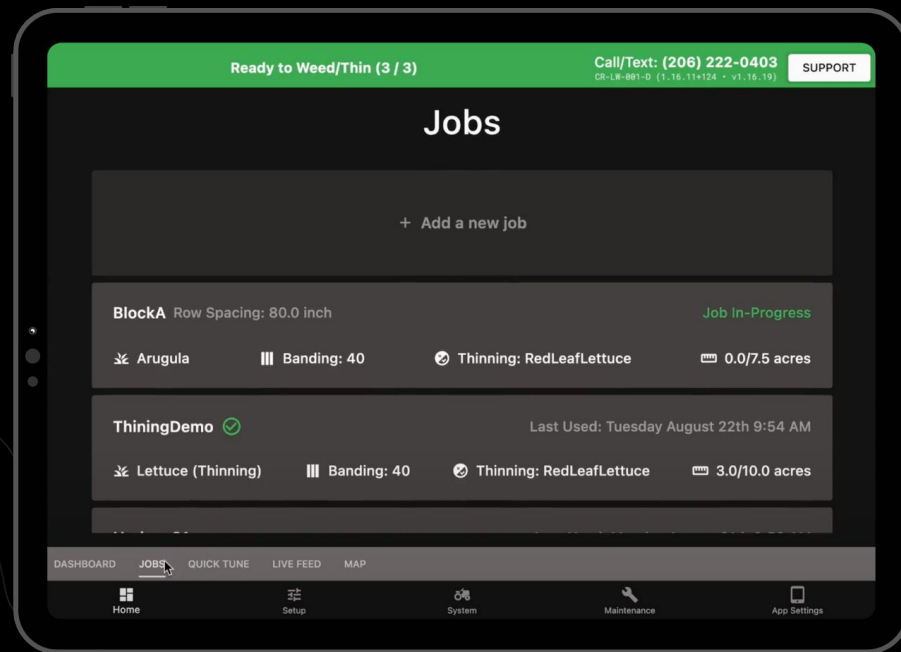 Ready to Weed/Thin (3 / 3)
Call/Text: (206) 222-0403
CR-LW-001-D (1.16.11+124 · v1.16.19)
SUPPORT
Jobs
+ Add a new job
BlockA Row Spacing: 80.0 inch
Job In-Progress
Arugula
Banding: 40
Thinning: RedLeafLettuce
0.0/7.5 acres
ThiningDemo
Last Used: Tuesday August 22th 9:54 AM
Lettuce (Thinning)
Banding: 40
Thinning: RedLeafLettuce
3.0/10.0 acres
DASHBOARD
JOBS
QUICK TUNE
LIVE FEED
MAP
Home
Setup
System
Maintenance
App Settings